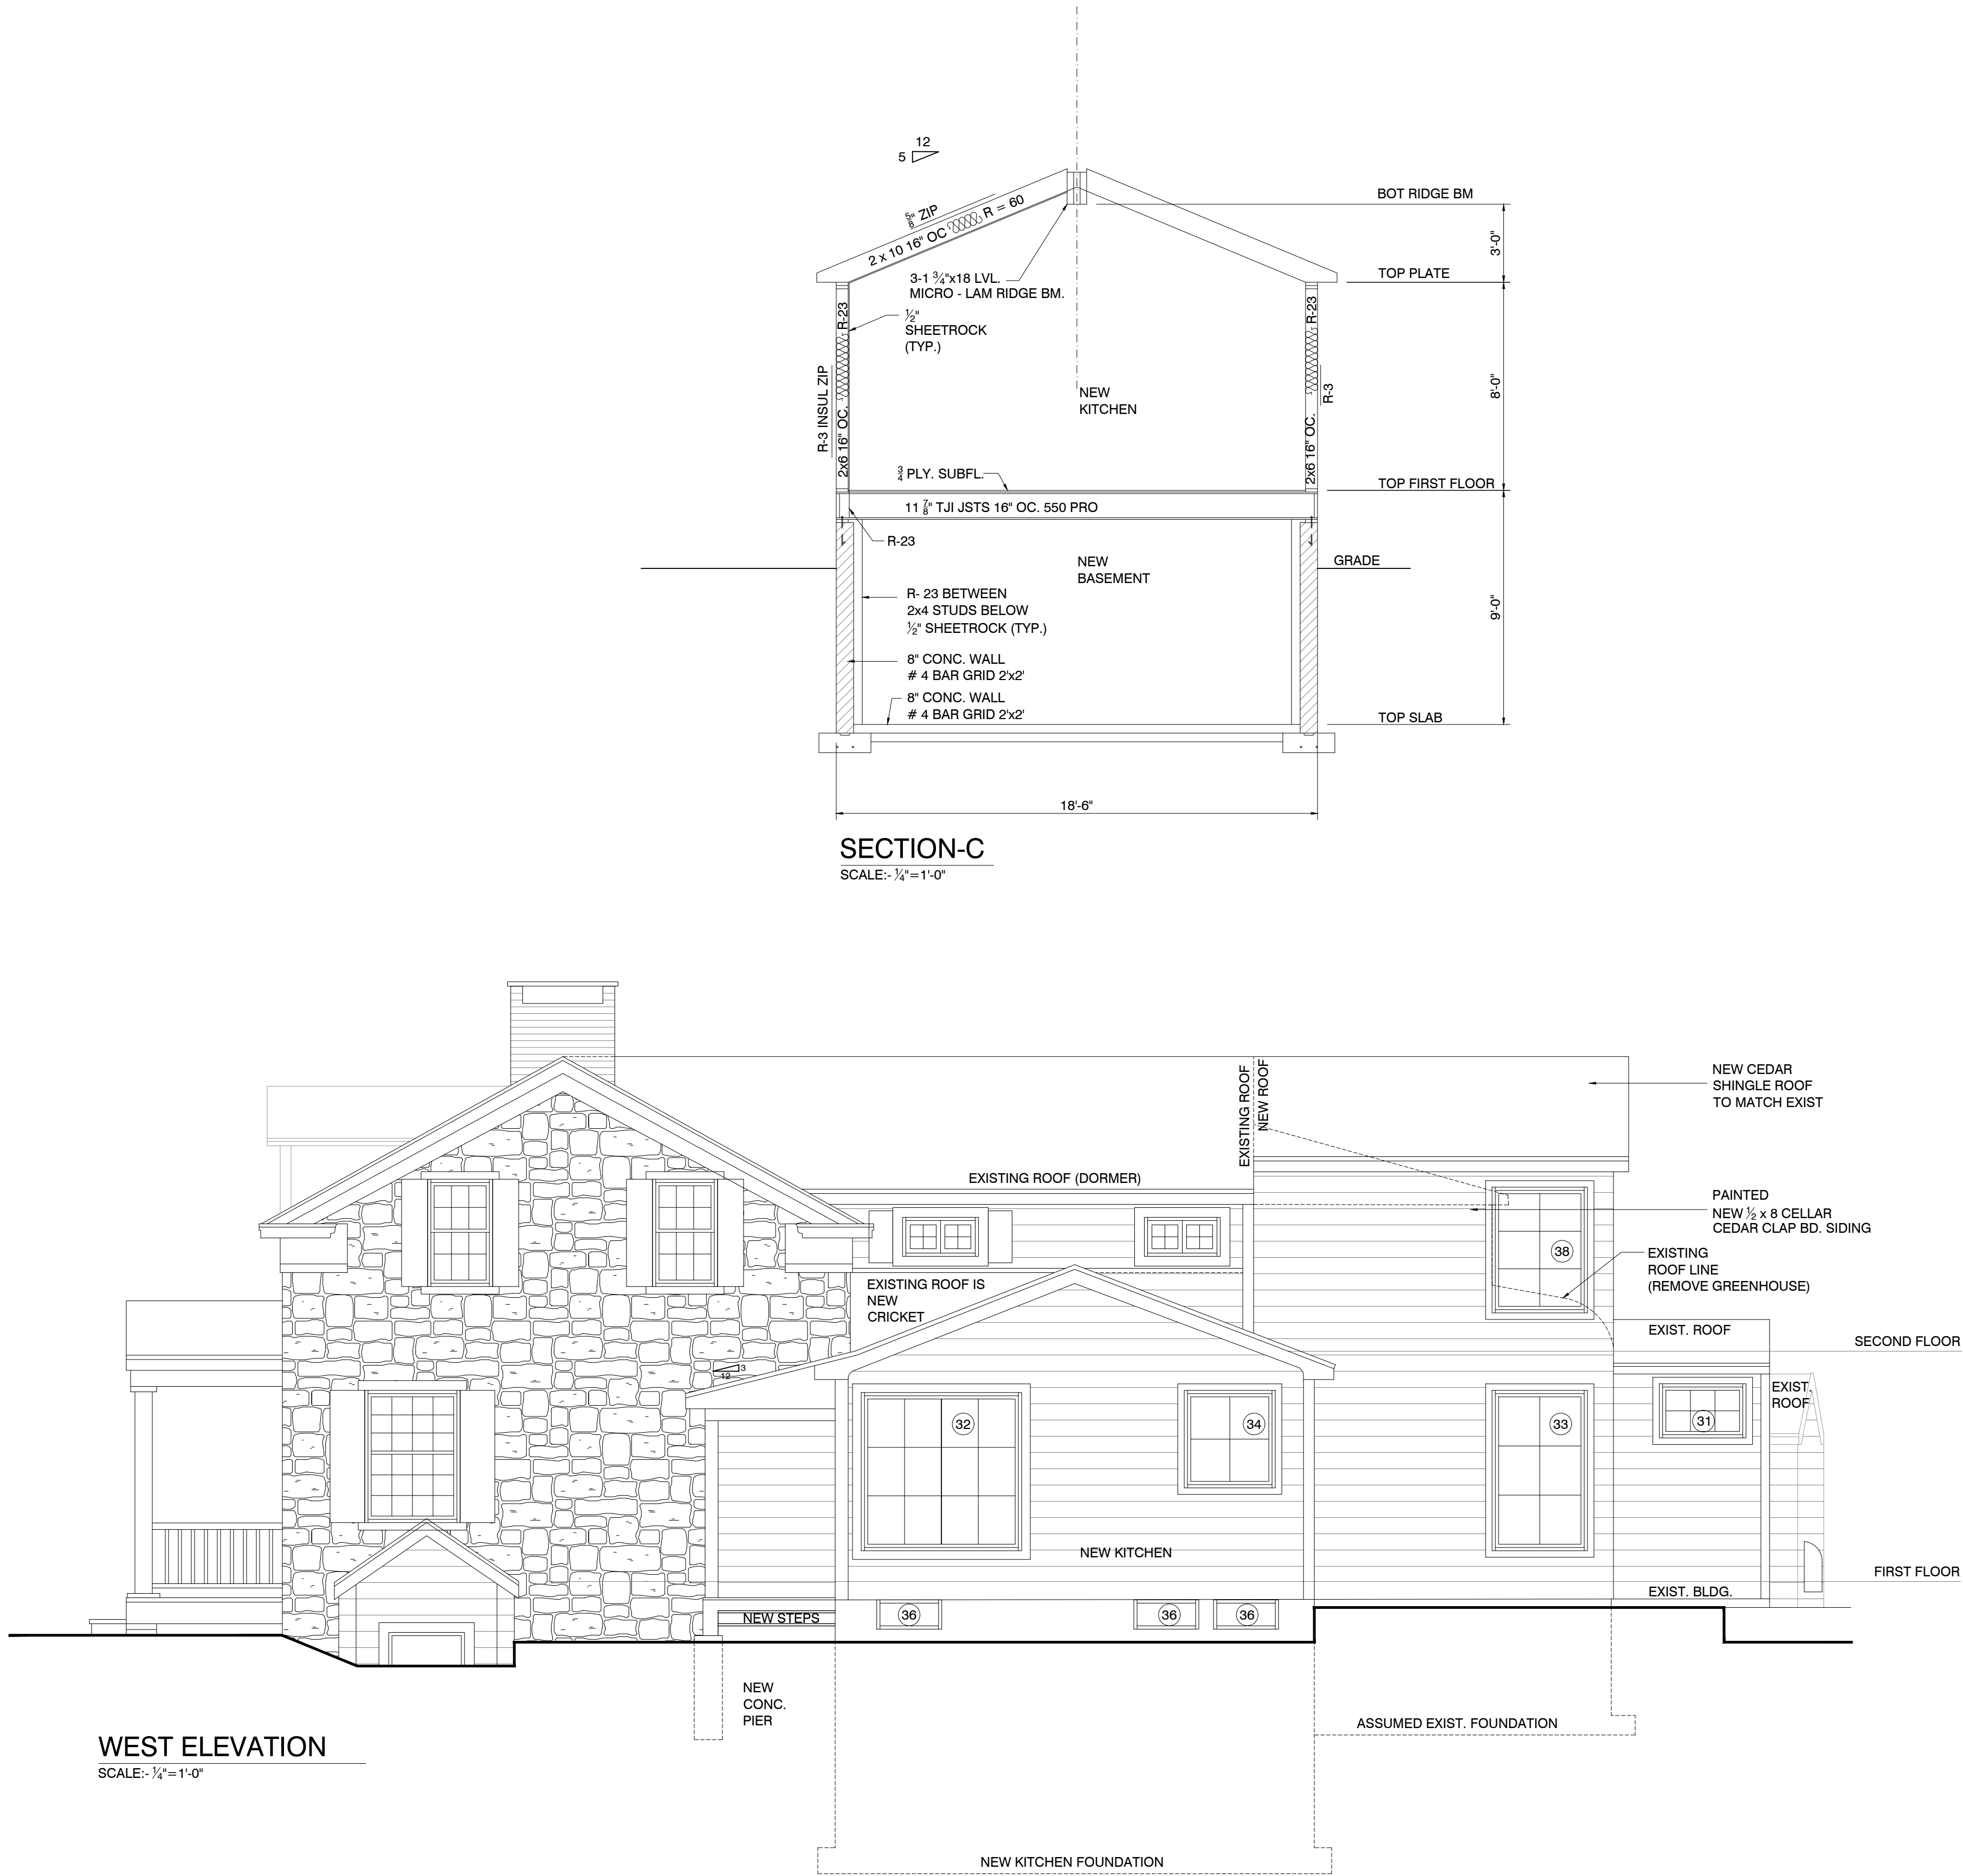 12
5
BOT RIDGE BM
⅝" ZIP
2 x 10 16" OC R = 60
3'-0"
TOP PLATE
3-1 ¾"x18 LVL.
MICRO - LAM RIDGE BM.
½"
SHEETROCK
(TYP.)
R-23
R-23
R-3 INSUL ZIP
2x6 16" OC.
2x6 16" OC.
R-3
8'-0"
NEW
KITCHEN
¾ PLY. SUBFL.
TOP FIRST FLOOR
11 ⅞" TJI JSTS 16" OC. 550 PRO
R-23
NEW
BASEMENT
GRADE
R- 23 BETWEEN
2x4 STUDS BELOW
½" SHEETROCK (TYP.)
9'-0"
8" CONC. WALL
# 4 BAR GRID 2'x2'
8" CONC. WALL
# 4 BAR GRID 2'x2'
TOP SLAB
18'-6"
SECTION-C
SCALE:- ¼"=1'-0"
EXISTING ROOF
NEW ROOF
NEW CEDAR
SHINGLE ROOF
TO MATCH EXIST
EXISTING ROOF (DORMER)
PAINTED
NEW ½ x 8 CELLAR
CEDAR CLAP BD. SIDING
38
EXISTING
ROOF LINE
(REMOVE GREENHOUSE)
EXISTING ROOF IS
NEW
CRICKET
EXIST. ROOF
SECOND FLOOR
3
12
EXIST.
ROOF
32
34
33
31
NEW KITCHEN
FIRST FLOOR
EXIST. BLDG.
NEW STEPS
36
36
36
NEW
CONC.
PIER
ASSUMED EXIST. FOUNDATION
WEST ELEVATION
SCALE:- ¼"=1'-0"
NEW KITCHEN FOUNDATION